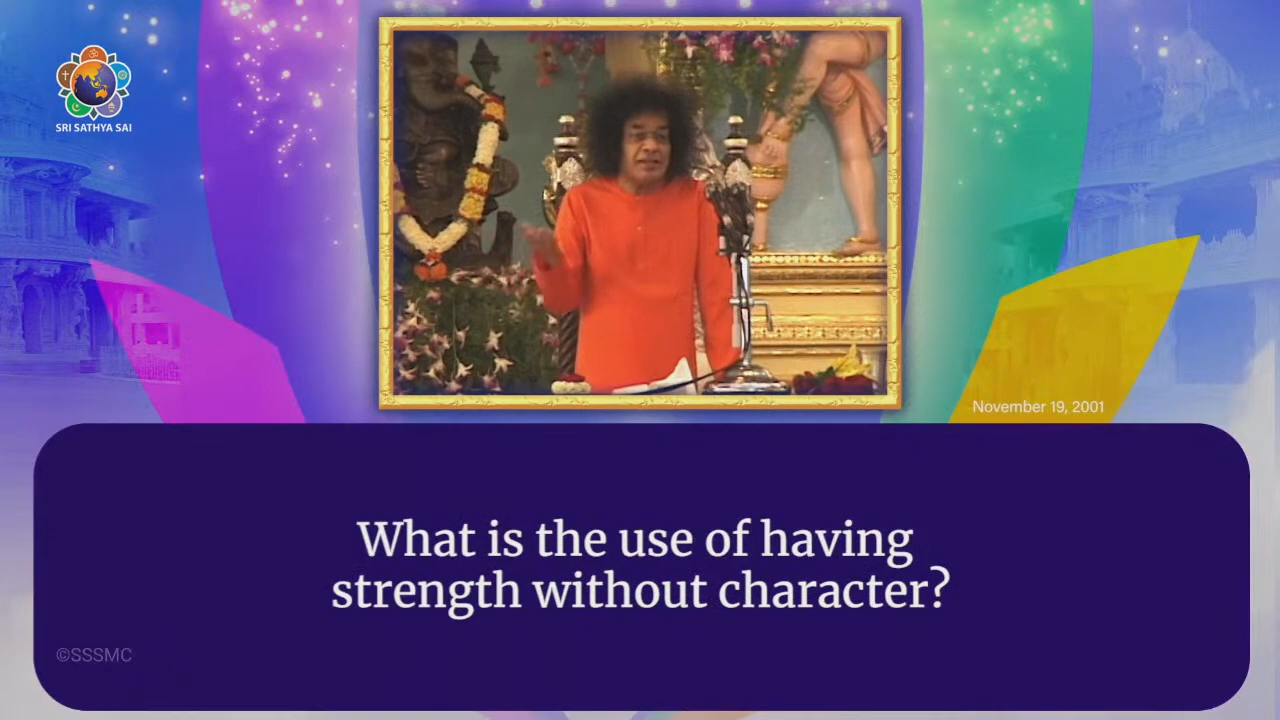 SRI SATHYA SAI
November 19, 2001
What is the use of having
strength without character?
©SSSMC